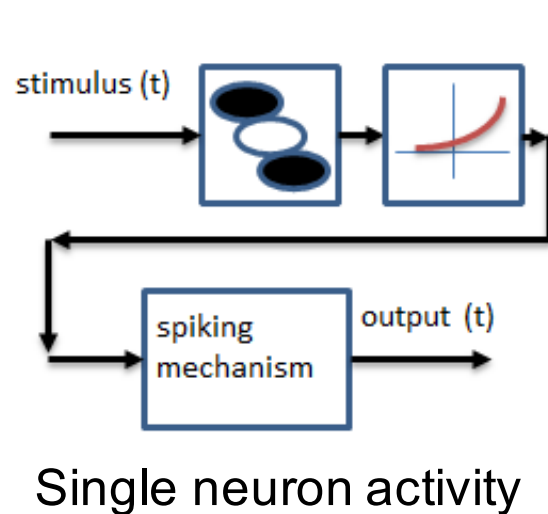 stimulus (t)
spiking
mechanism
output (t)
Single neuron activity